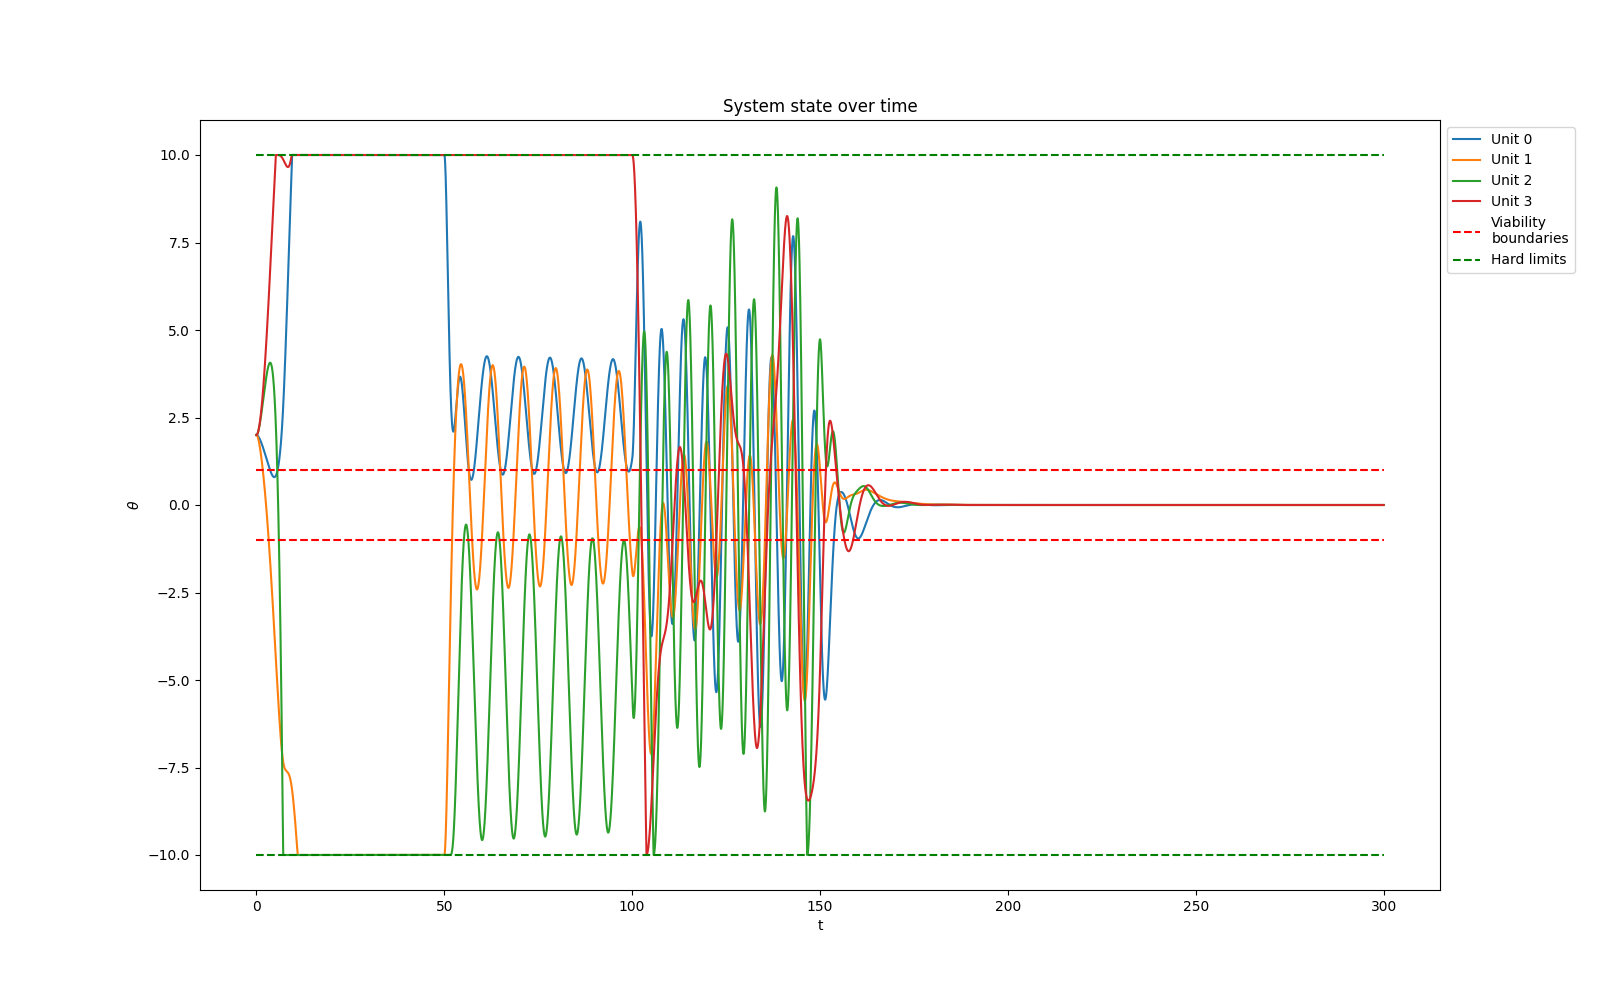 System state over time
10.0
7.5
5.0
2.5
0.0
−2.5
−5.0
−7.5
−10.0
θ
0
50
100
150
200
250
300
t
Unit 0
Unit 1
Unit 2
Unit 3
Viability
boundaries
Hard limits